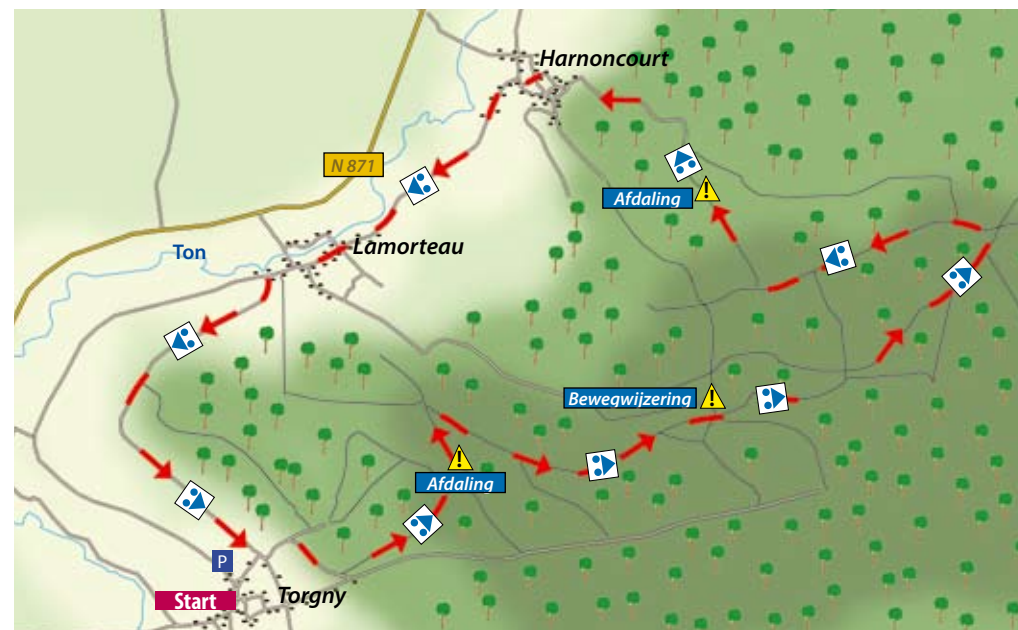 Harnoncourt
N 871
Afdaling
!
Ton
Lamorteau
Bewegwijzering
!
!
Afdaling
P
Start
Torgny